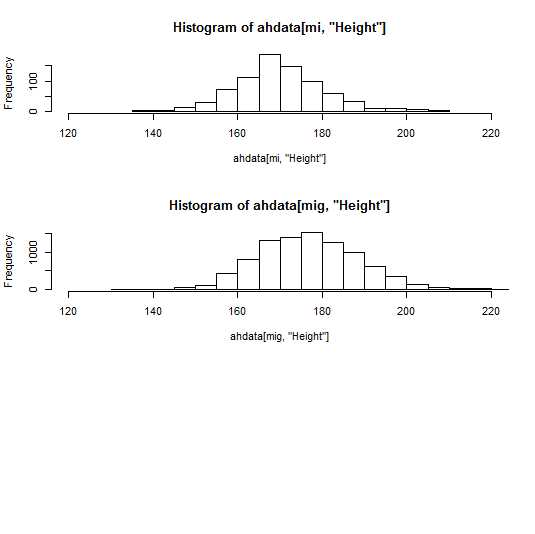 Histogram of ahdata[mi, "Height"]
Frequency
100
0
120 140 160 180 200 220
ahdata[mi, "Height"]
Histogram of ahdata[mig, "Height"]
Frequency
1000
0
120 140 160 180 200 220
ahdata[mig, "Height"]